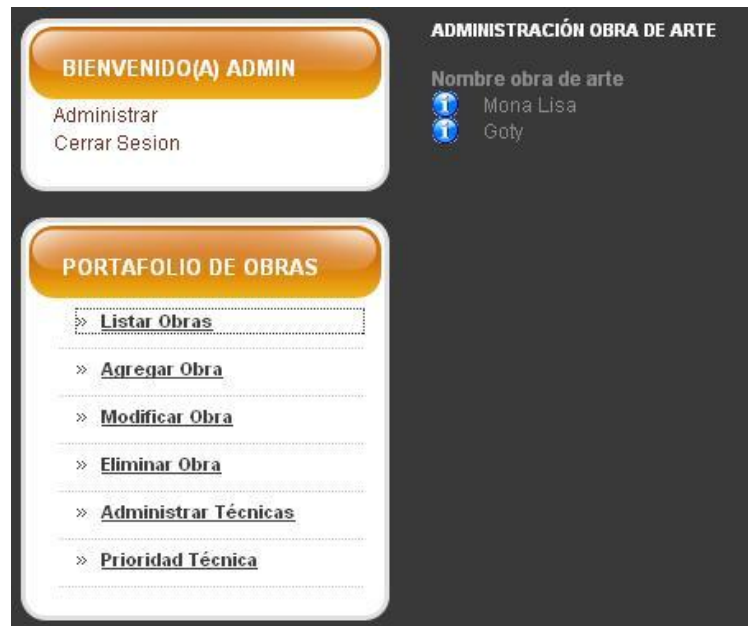 BIENVENIDO(A) ADMIN
Administrar
Cerrar Sesion
PORTAFOLIO DE OBRAS
» Listar Obras
» Agregar Obra
» Modificar Obra
» Eliminar Obra
» Administrar Técnicas
» Prioridad Técnica
ADMINISTRACIÓN OBRA DE ARTE
Nombre obra de arte
Mona Lisa
Goty